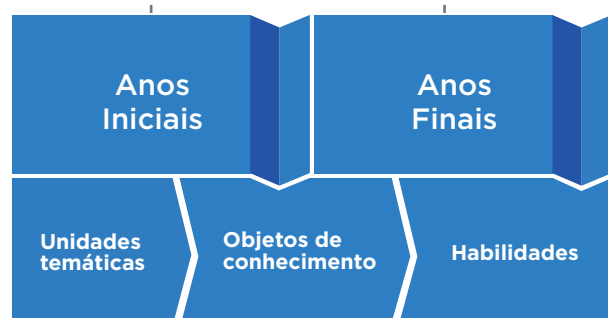 Anos
Iniciais
Anos
Finais
Unidades
temáticas
Objetos de
conhecimento
Habilidades